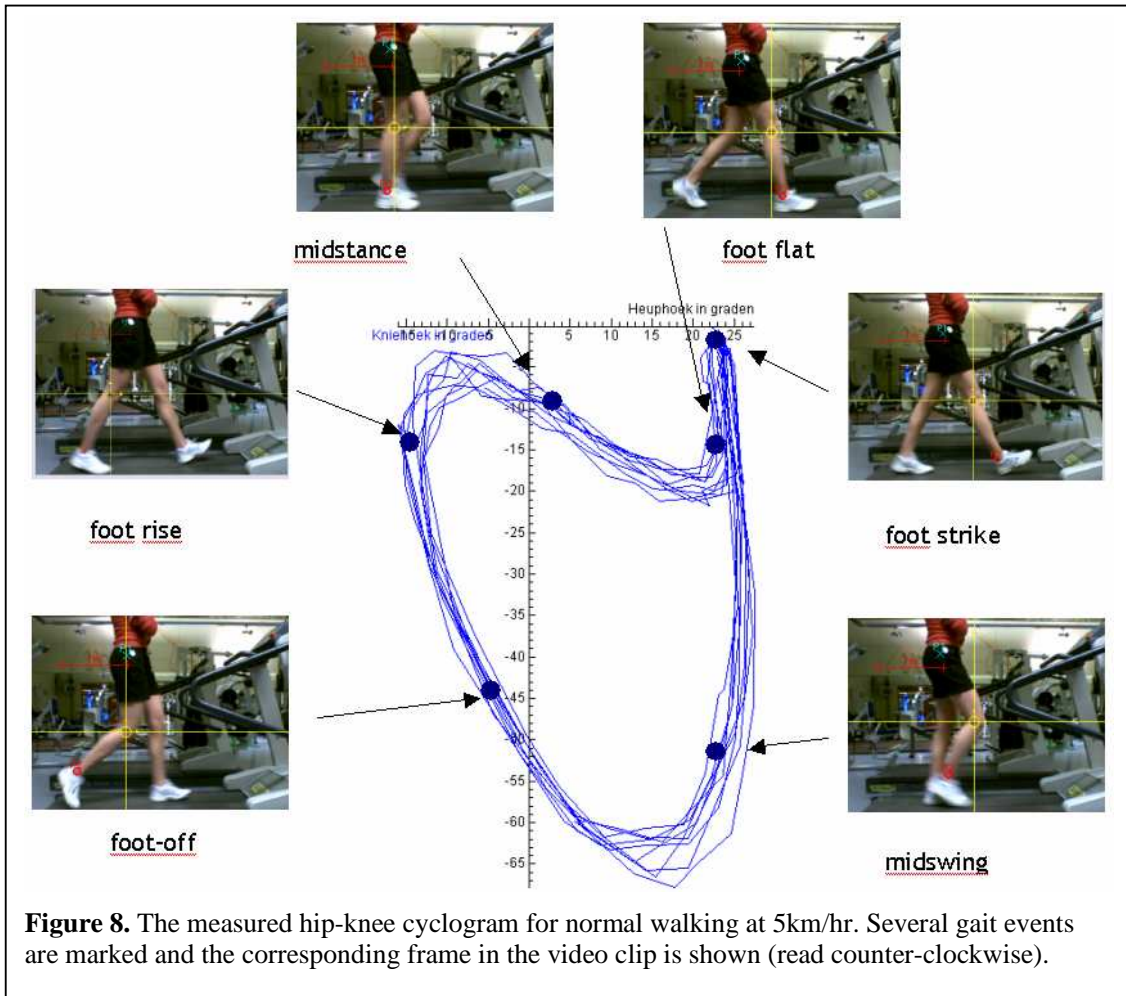 midstance
foot flat
Heuphoek in graden
Kniehoek in graden
-15 -10 -5 5 10 15 20 25
-10
-15
-20
-25
-30
-35
-40
-45
-50
-55
-60
-65
foot rise
foot strike
foot-off
midswing
Figure 8. The measured hip-knee cyclogram for normal walking at 5km/hr. Several gait events
are marked and the corresponding frame in the video clip is shown (read counter-clockwise).